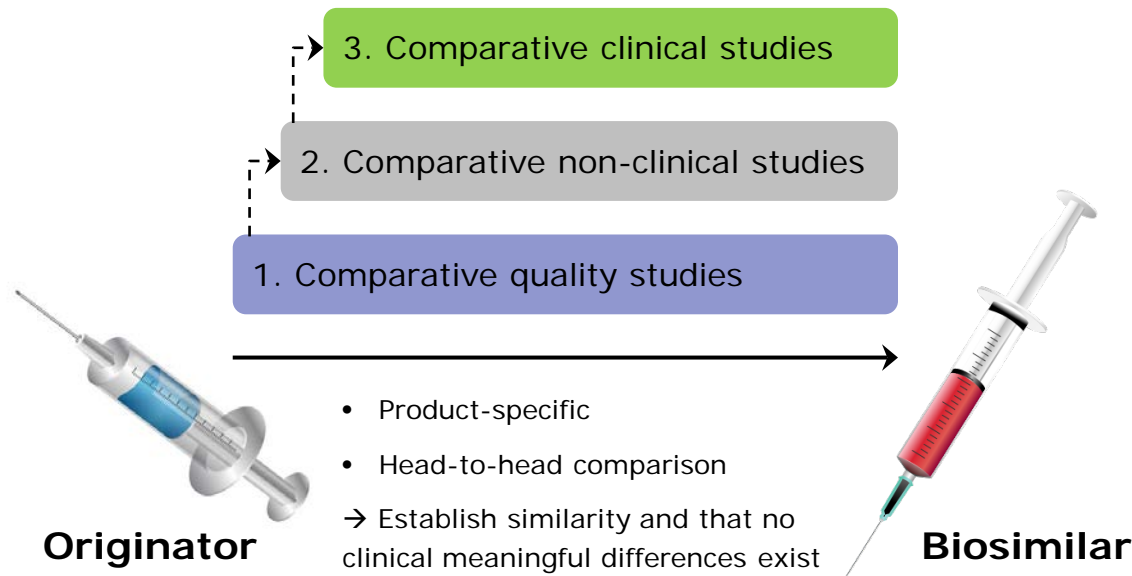 3. Comparative clinical studies
2. Comparative non-clinical studies
1. Comparative quality studies
• Product-specific
• Head-to-head comparison
→ Establish similarity and that no
clinical meaningful differences exist
Originator
Biosimilar